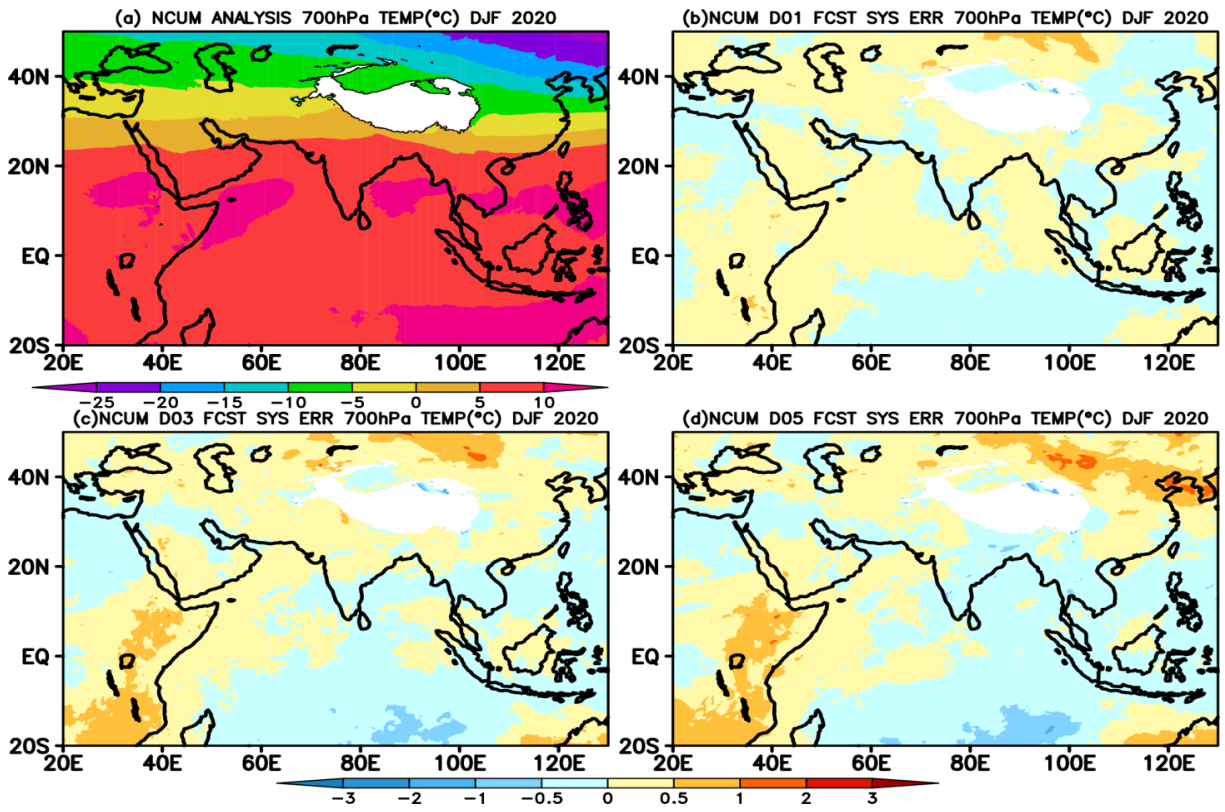 (a) NCUM ANALYSIS 700hPa TEMP(°C) DJF 2020
40N
20N
EQ
20S
20E 40E 60E 80E 100E 120E
−25 −20 −15 −10 −5 0 5 10
(b)NCUM D01 FCST SYS ERR 700hPa TEMP(°C) DJF 2020
40N
20N
EQ
20S
20E 40E 60E 80E 100E 120E
(c)NCUM D03 FCST SYS ERR 700hPa TEMP(°C) DJF 2020
40N
20N
EQ
20S
20E 40E 60E 80E 100E 120E
(d)NCUM D05 FCST SYS ERR 700hPa TEMP(°C) DJF 2020
40N
20N
EQ
20S
20E 40E 60E 80E 100E 120E
−3 −2 −1 −0.5 0 0.5 1 2 3